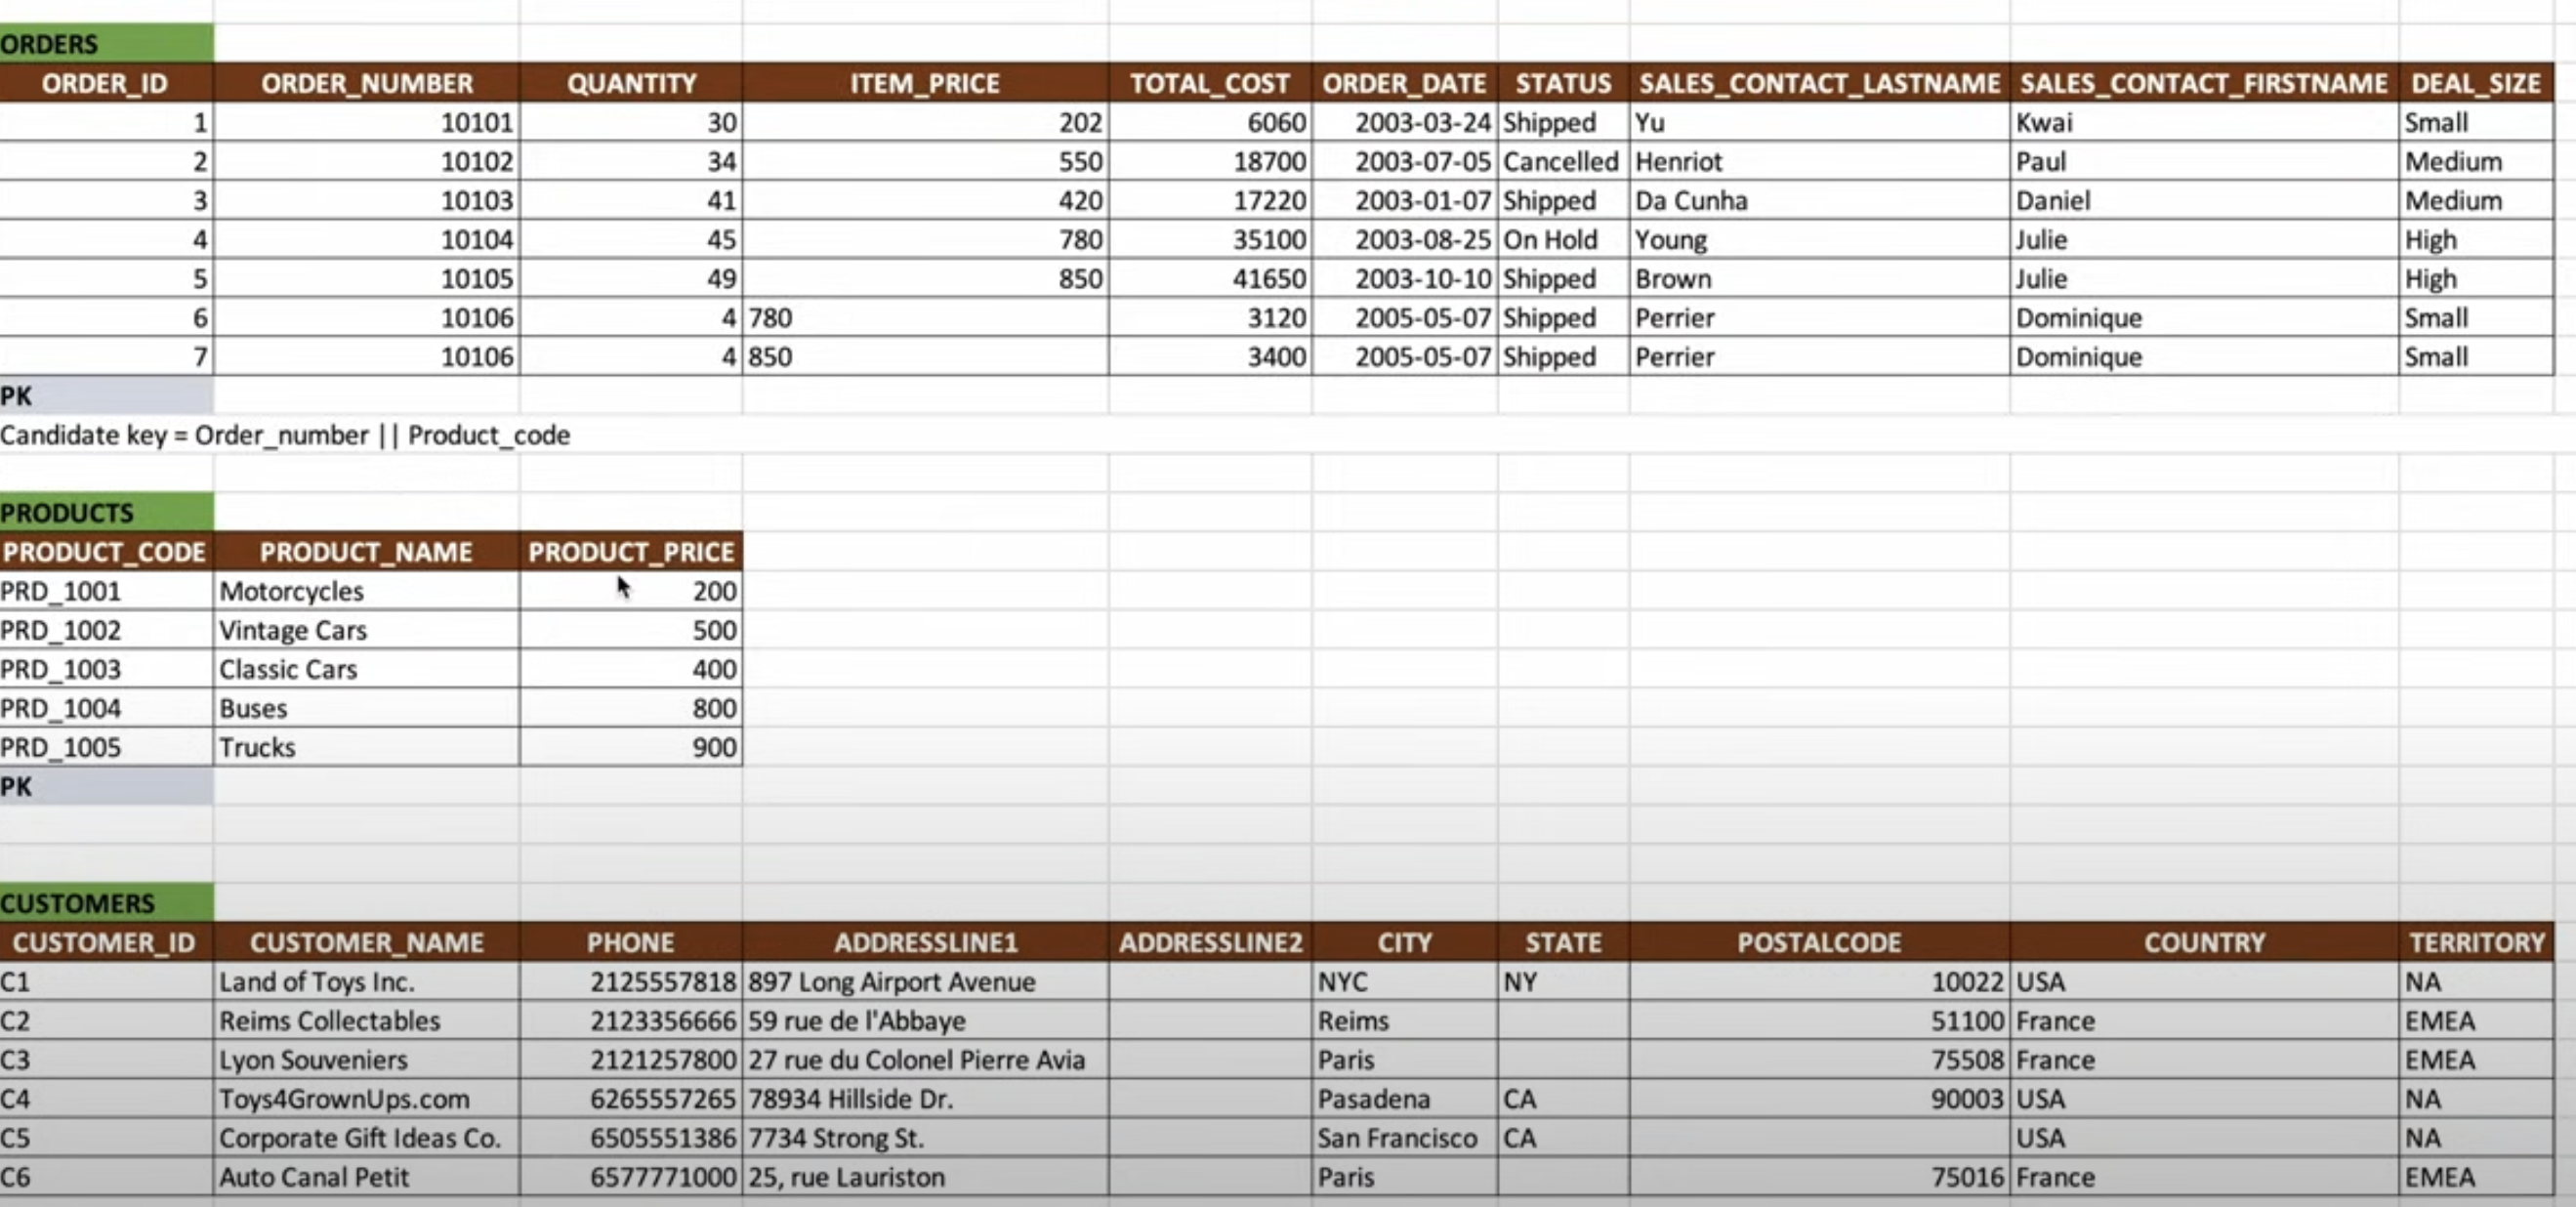 ORDERS
ORDER_ID ORDER_NUMBER QUANTITY ITEM_PRICE TOTAL_COST ORDER_DATE STATUS SALES_CONTACT_LASTNAME SALES_CONTACT_FIRSTNAME DEAL_SIZE
1 10101 30 202 6060 2003-03-24 Shipped Yu Kwai Small
2 10102 34 550 18700 2003-07-05 Cancelled Henriot Paul Medium
3 10103 41 420 17220 2003-01-07 Shipped Da Cunha Daniel Medium
4 10104 45 780 35100 2003-08-25 On Hold Young Julie High
5 10105 49 850 41650 2003-10-10 Shipped Brown Julie High
6 10106 4 780 3120 2005-05-07 Shipped Perrier Dominique Small
7 10106 4 850 3400 2005-05-07 Shipped Perrier Dominique Small
PK
Candidate key = Order_number || Product_code
PRODUCTS
PRODUCT_CODE PRODUCT_NAME PRODUCT_PRICE
PRD_1001 Motorcycles 200
PRD_1002 Vintage Cars 500
PRD_1003 Classic Cars 400
PRD_1004 Buses 800
PRD_1005 Trucks 900
PK
CUSTOMERS
CUSTOMER_ID CUSTOMER_NAME PHONE ADDRESSLINE1 ADDRESSLINE2 CITY STATE POSTALCODE COUNTRY TERRITORY
C1 Land of Toys Inc. 2125557818 897 Long Airport Avenue NYC NY 10022 USA NA
C2 Reims Collectables 2123356666 59 rue de l'Abbaye Reims 51100 France EMEA
C3 Lyon Souveniers 2121257800 27 rue du Colonel Pierre Avia Paris 75508 France EMEA
C4 Toys4GrownUps.com 6265557265 78934 Hillside Dr. Pasadena CA 90003 USA NA
C5 Corporate Gift Ideas Co. 6505551386 7734 Strong St. San Francisco CA USA NA
C6 Auto Canal Petit 6577771000 25, rue Lauriston Paris 75016 France EMEA